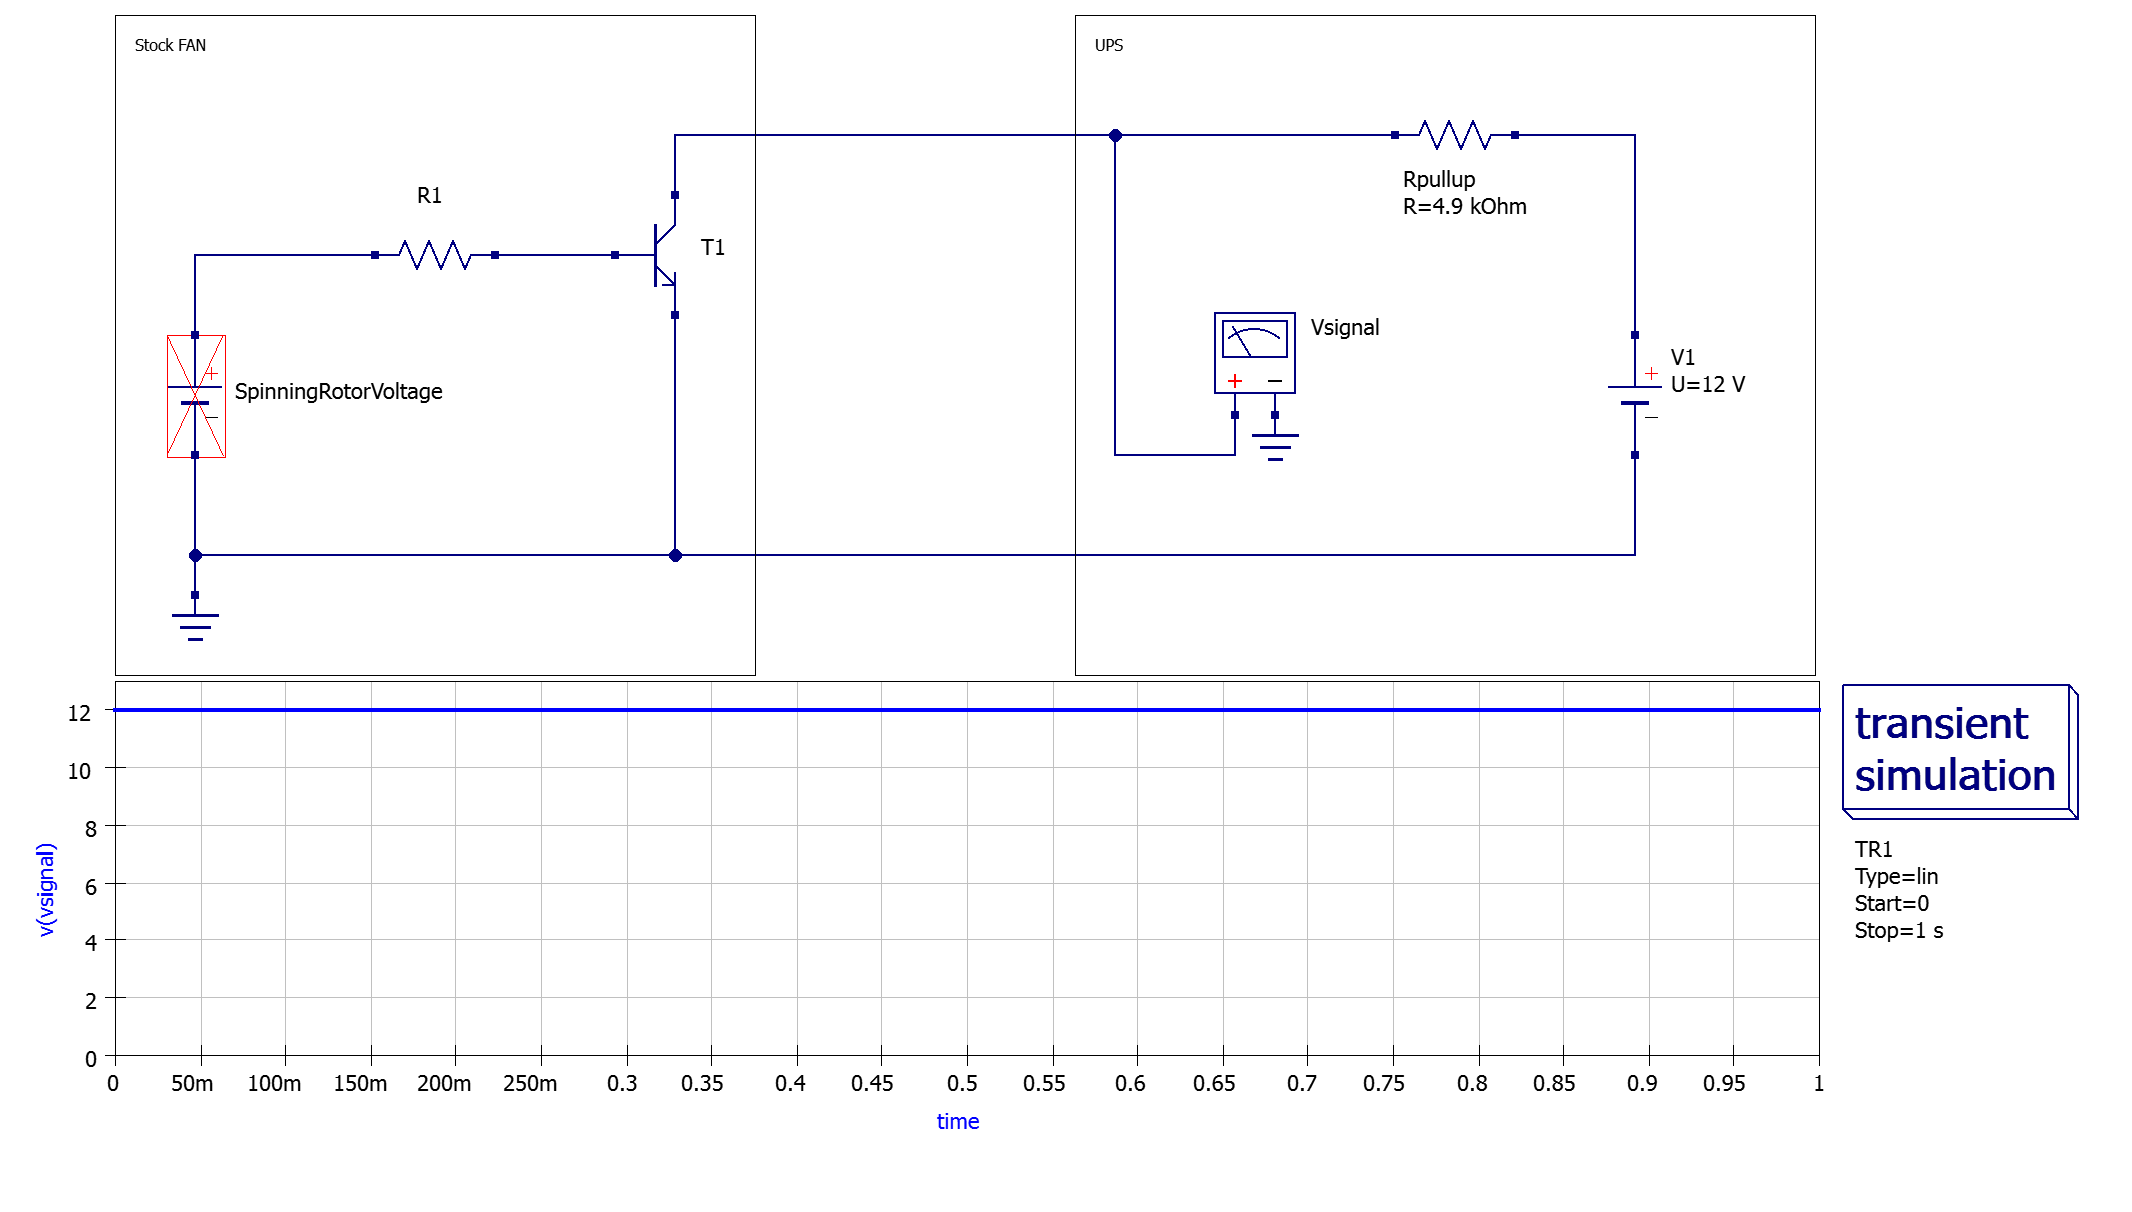 Stock FAN
UPS
R1
T1
SpinningRotorVoltage
Rpullup
R=4.9 kOhm
Vsignal
+ −
V1
U=12 V
+
−
+
−
12
10
8
6
4
2
0
v(vsignal)
0 50m 100m 150m 200m 250m 0.3 0.35 0.4 0.45 0.5 0.55 0.6 0.65 0.7 0.75 0.8 0.85 0.9 0.95 1
time
transient
simulation
TR1
Type=lin
Start=0
Stop=1 s